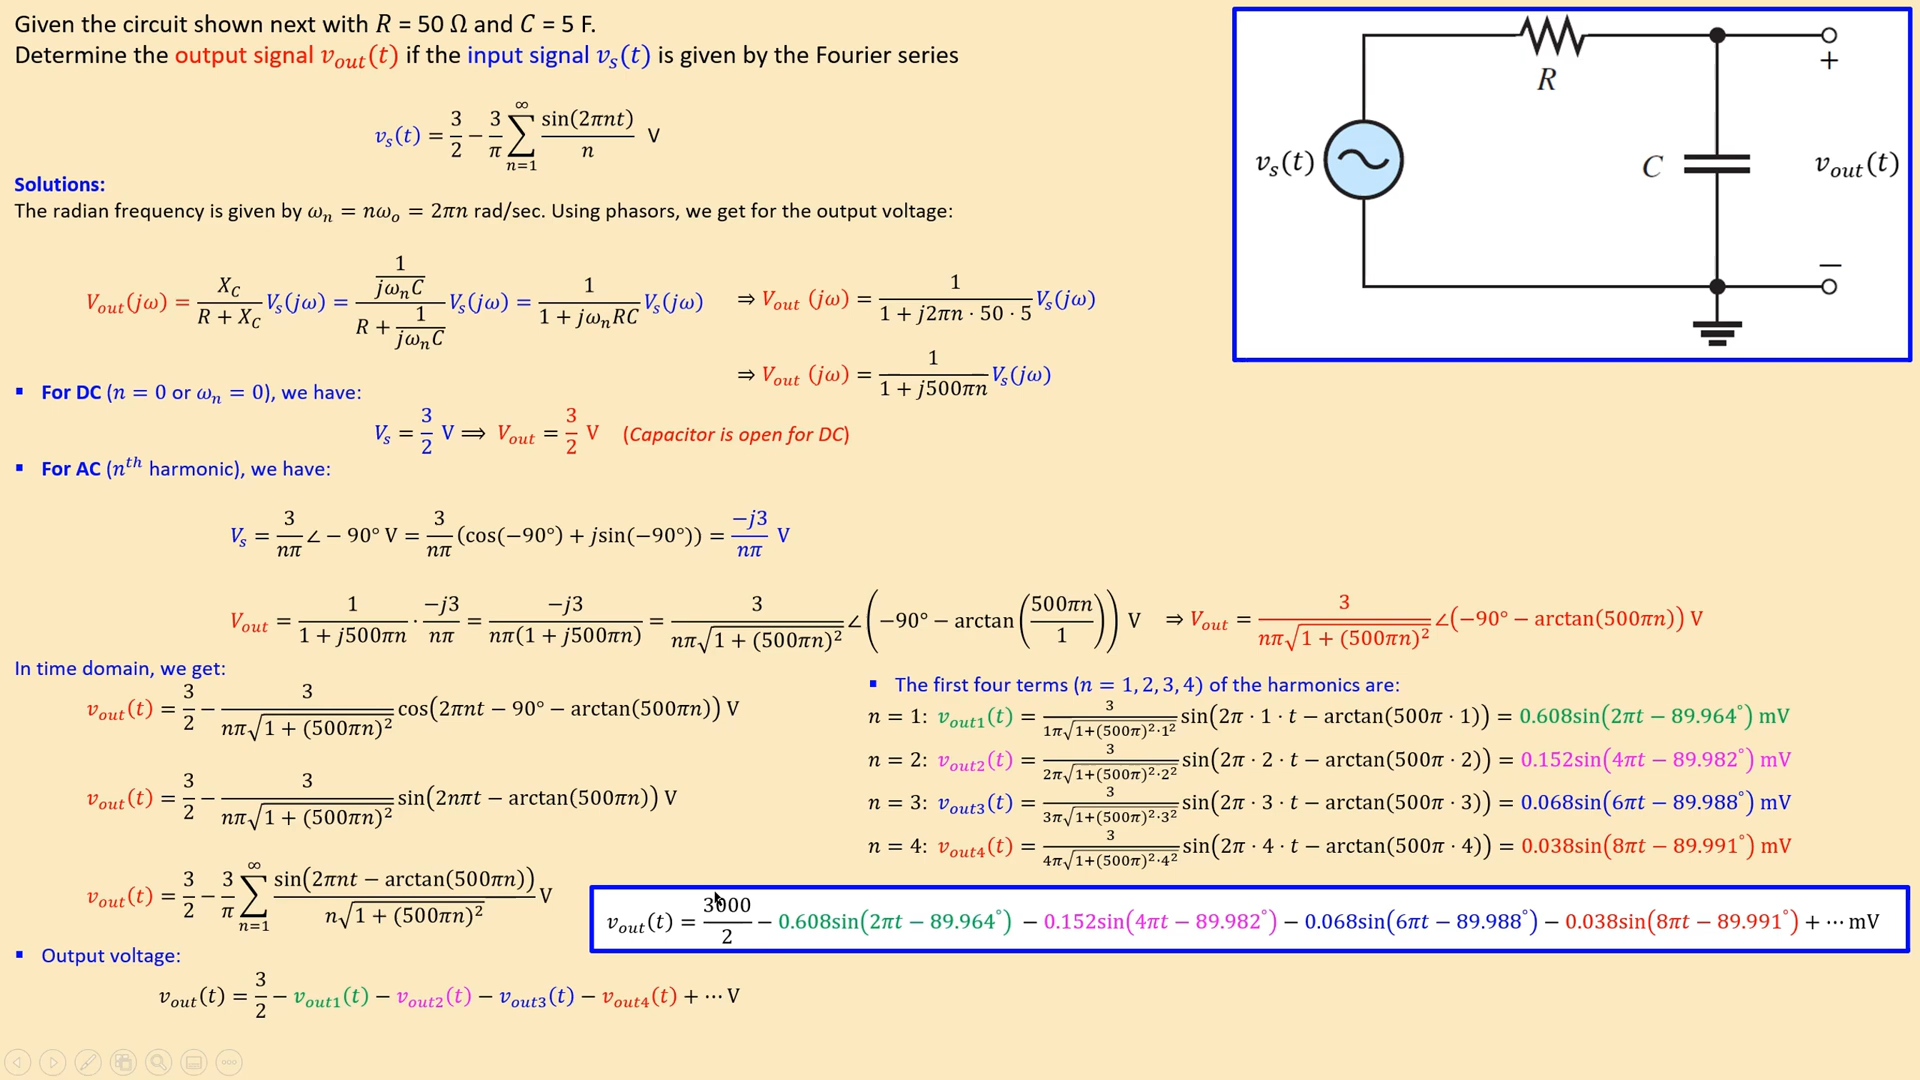 Given the circuit shown next with R = 50 Ω and C = 5 F.
Determine the output signal v_out(t) if the input signal v_s(t) is given by the Fourier series
v_s(t) = 3/2 − 3/π ∑_{n=1}^{∞} sin(2πnt)/n V
R
v_s(t)
C
v_out(t)
+
−
Solutions:
The radian frequency is given by ω_n = nω_o = 2πn rad/sec. Using phasors, we get for the output voltage:
V_out(jω) = X_C/(R + X_C) V_s(jω) = (1/(jω_nC))/(R + 1/(jω_nC)) V_s(jω) = 1/(1 + jω_nRC) V_s(jω) ⇒ V_out (jω) = 1/(1 + j2πn · 50 · 5) V_s(jω)
⇒ V_out (jω) = 1/(1 + j500πn) V_s(jω)
▪ For DC (n = 0 or ω_n = 0), we have:
V_s = 3/2 V ⟹ V_out = 3/2 V (Capacitor is open for DC)
▪ For AC (n^th harmonic), we have:
V_s = 3/nπ ∠ − 90° V = 3/nπ (cos(−90°) + jsin(−90°)) = −j3/nπ V
V_out = 1/(1 + j500πn) · −j3/nπ = −j3/(nπ(1 + j500πn)) = 3/(nπ√(1 + (500πn)²)) ∠(−90° − arctan(500πn/1)) V ⇒ V_out = 3/(nπ√(1 + (500πn)²)) ∠(−90° − arctan(500πn)) V
In time domain, we get:
v_out(t) = 3/2 − 3/(nπ√(1 + (500πn)²)) cos(2πnt − 90° − arctan(500πn)) V
v_out(t) = 3/2 − 3/(nπ√(1 + (500πn)²)) sin(2nπt − arctan(500πn)) V
v_out(t) = 3/2 − 3/π ∑_{n=1}^{∞} sin(2πnt − arctan(500πn))/(n√(1 + (500πn)²)) V
▪ Output voltage:
v_out(t) = 3/2 − v_out1(t) − v_out2(t) − v_out3(t) − v_out4(t) + ⋯ V
▪ The first four terms (n = 1, 2, 3, 4) of the harmonics are:
n = 1: v_out1(t) = 3/(1π√(1+(500π)²·1²)) sin(2π · 1 · t − arctan(500π · 1)) = 0.608sin(2πt − 89.964°) mV
n = 2: v_out2(t) = 3/(2π√(1+(500π)²·2²)) sin(2π · 2 · t − arctan(500π · 2)) = 0.152sin(4πt − 89.982°) mV
n = 3: v_out3(t) = 3/(3π√(1+(500π)²·3²)) sin(2π · 3 · t − arctan(500π · 3)) = 0.068sin(6πt − 89.988°) mV
n = 4: v_out4(t) = 3/(4π√(1+(500π)²·4²)) sin(2π · 4 · t − arctan(500π · 4)) = 0.038sin(8πt − 89.991°) mV
v_out(t) = 3000/2 − 0.608sin(2πt − 89.964°) − 0.152sin(4πt − 89.982°) − 0.068sin(6πt − 89.988°) − 0.038sin(8πt − 89.991°) + ⋯ mV